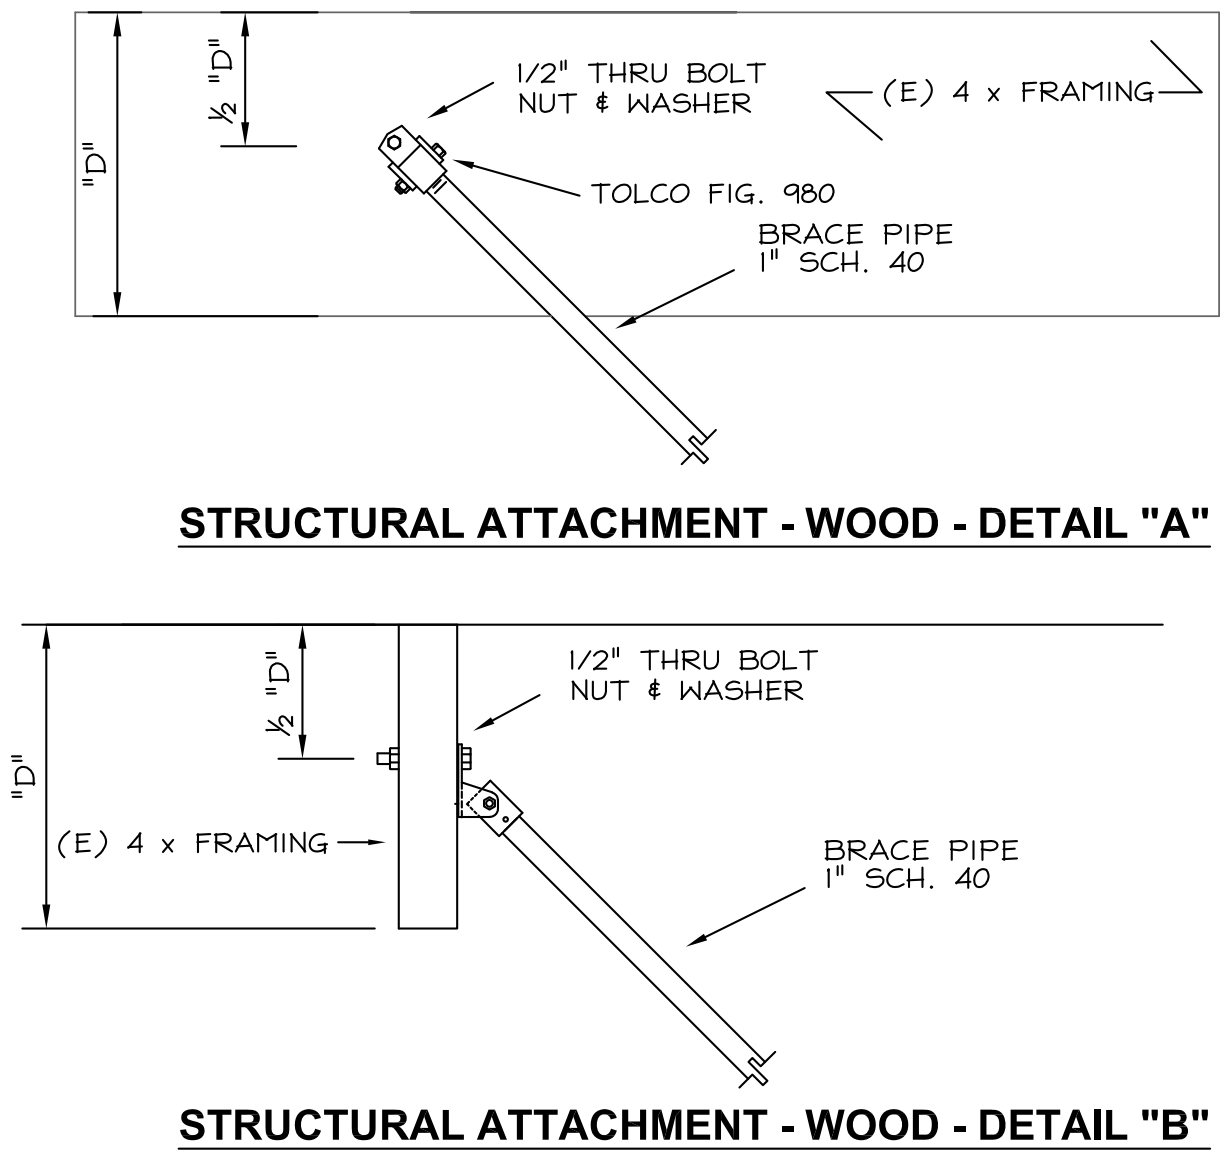 1/2" THRU BOLT
NUT & WASHER
(E) 4 x FRAMING
½ "D"
"D"
TOLCO FIG. 980
BRACE PIPE
1" SCH. 40
STRUCTURAL ATTACHMENT - WOOD - DETAIL "A"
1/2" THRU BOLT
NUT & WASHER
½ "D"
"D"
(E) 4 x FRAMING
BRACE PIPE
1" SCH. 40
STRUCTURAL ATTACHMENT - WOOD - DETAIL "B"